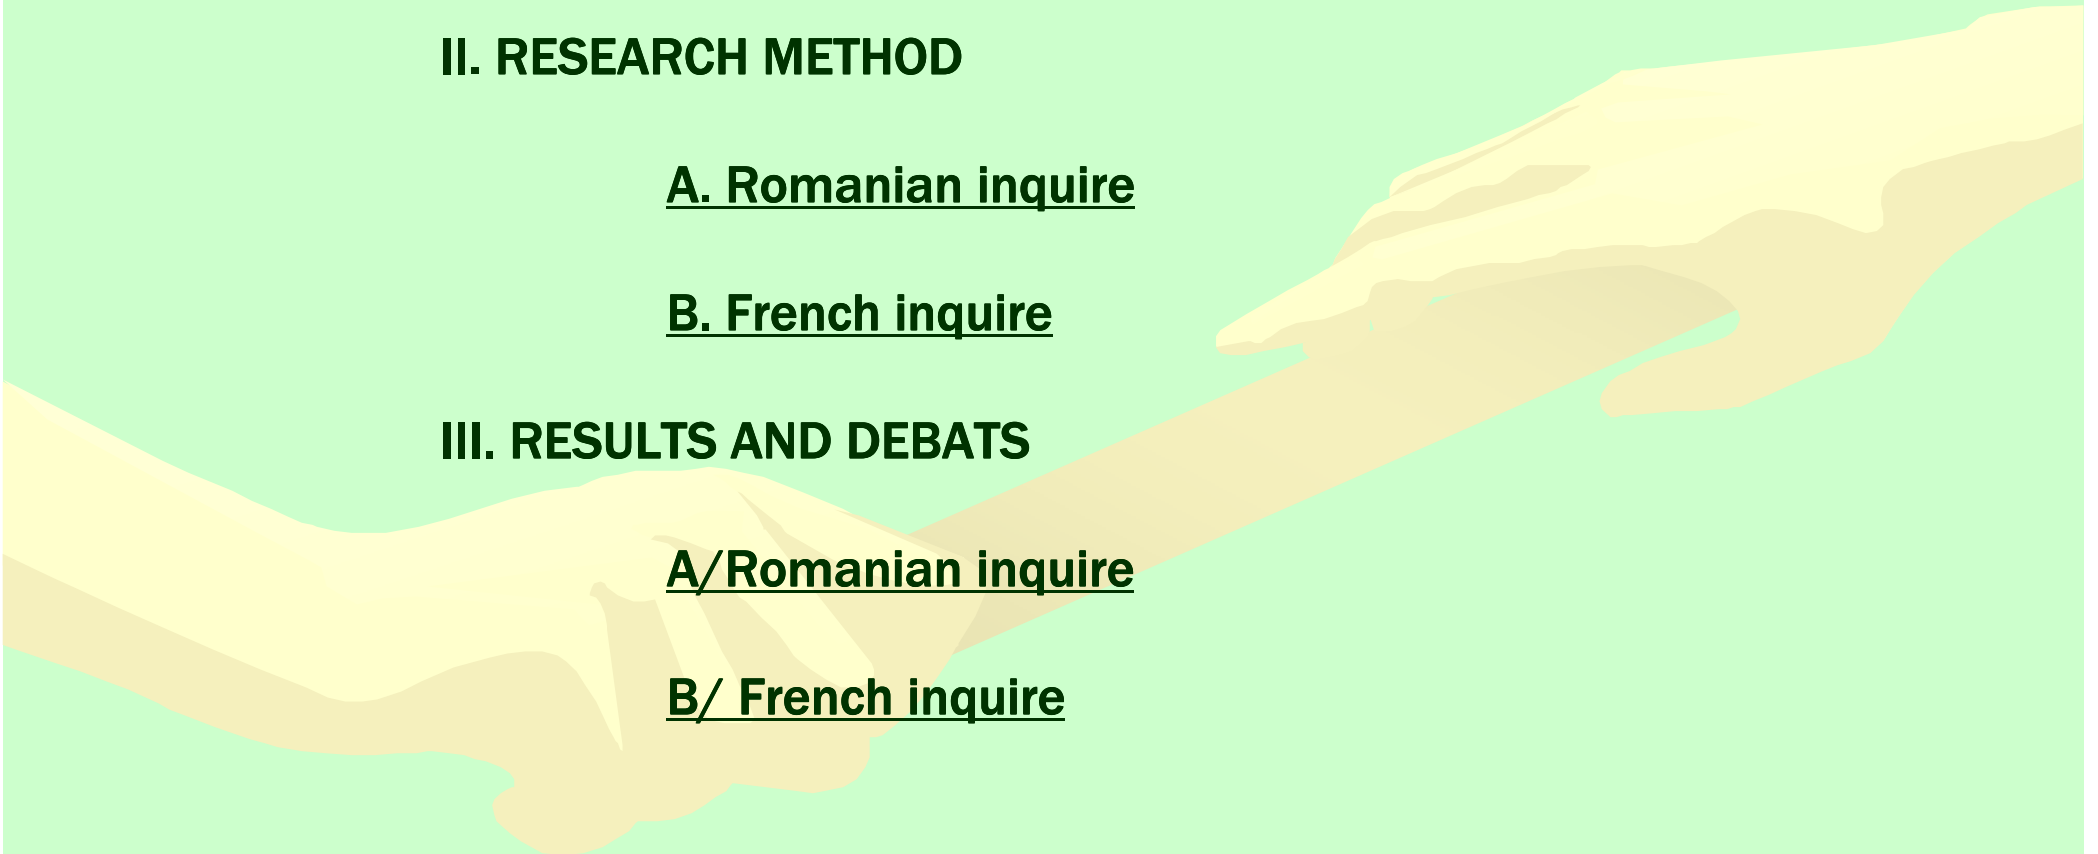 II. RESEARCH METHOD
A. Romanian inquire
B. French inquire
III. RESULTS AND DEBATS
A/Romanian inquire
B/ French inquire